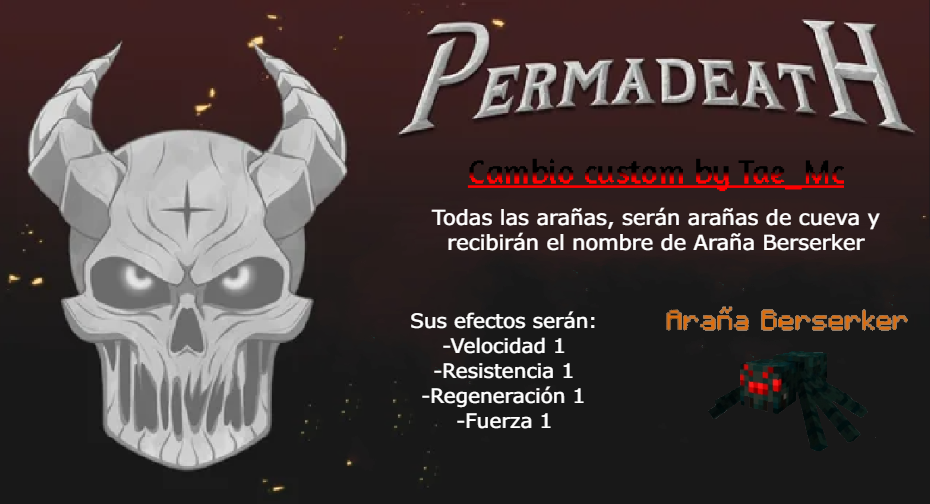 PERMADEATH
Cambio custom by Tae_Mc
Todas las arañas, serán arañas de cueva y
recibirán el nombre de Araña Berserker
Sus efectos serán:
-Velocidad 1
-Resistencia 1
-Regeneración 1
-Fuerza 1
Araña Berserker